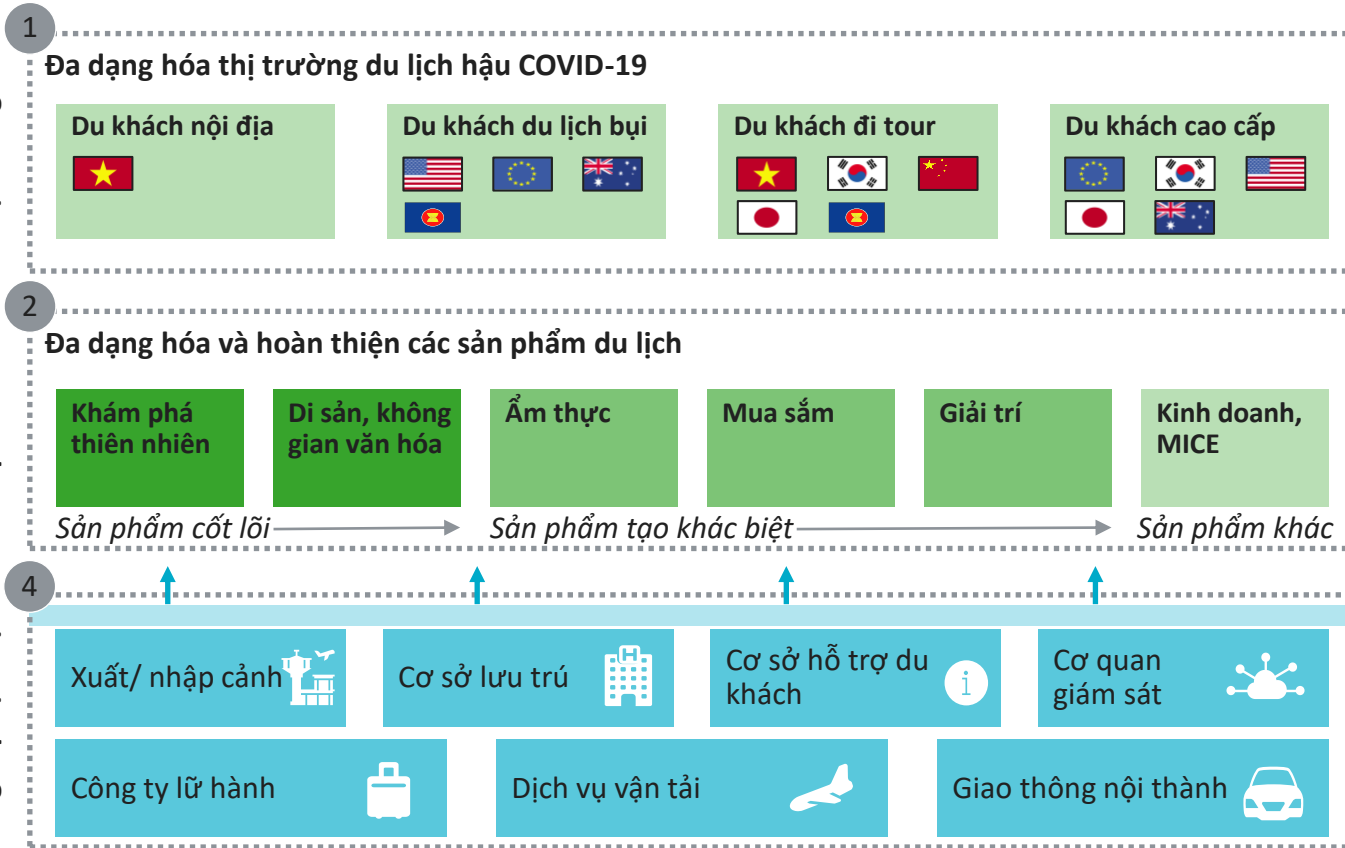 1
Đa dạng hóa thị trường du lịch hậu COVID-19
Du khách nội địa
Du khách du lịch bụi
Du khách đi tour
Du khách cao cấp
2
Đa dạng hóa và hoàn thiện các sản phẩm du lịch
Khám phá
thiên nhiên
Di sản, không
gian văn hóa
Ẩm thực
Mua sắm
Giải trí
Kinh doanh,
MICE
Sản phẩm cốt lõi
Sản phẩm tạo khác biệt
Sản phẩm khác
4
Xuất/ nhập cảnh
Cơ sở lưu trú
H
Cơ sở hỗ trợ du
khách
i
Cơ quan
giám sát
Công ty lữ hành
Dịch vụ vận tải
Giao thông nội thành